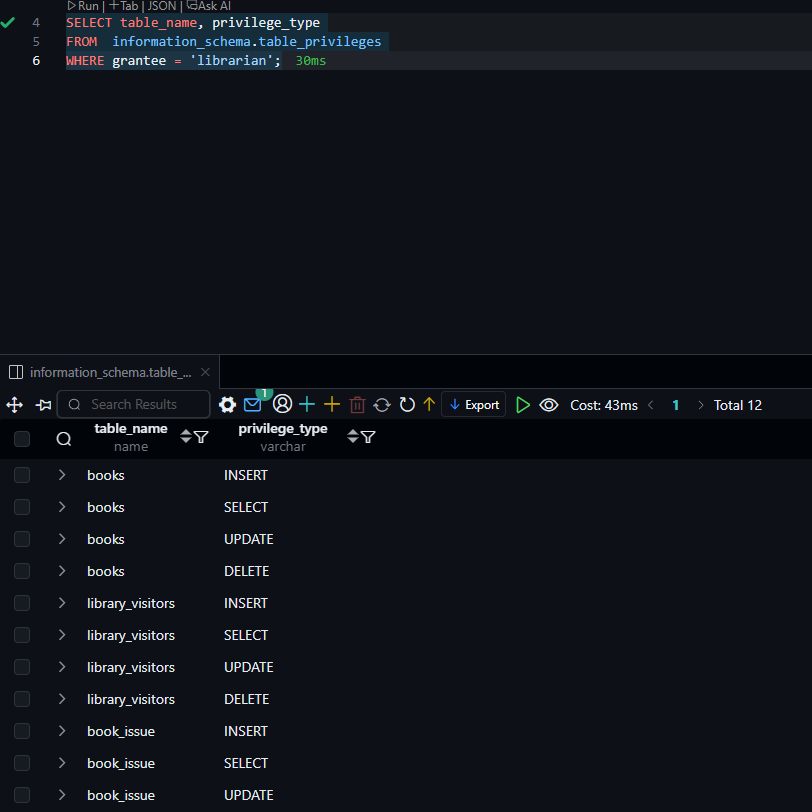 Run | Tab | JSON | Ask AI
4 SELECT table_name, privilege_type
5 FROM information_schema.table_privileges
6 WHERE grantee = 'librarian'; 30ms
information_schema.table_...
Search Results 1 Export Cost: 43ms 1 Total 12
table_name privilege_type
name varchar
books INSERT
books SELECT
books UPDATE
books DELETE
library_visitors INSERT
library_visitors SELECT
library_visitors UPDATE
library_visitors DELETE
book_issue INSERT
book_issue SELECT
book_issue UPDATE